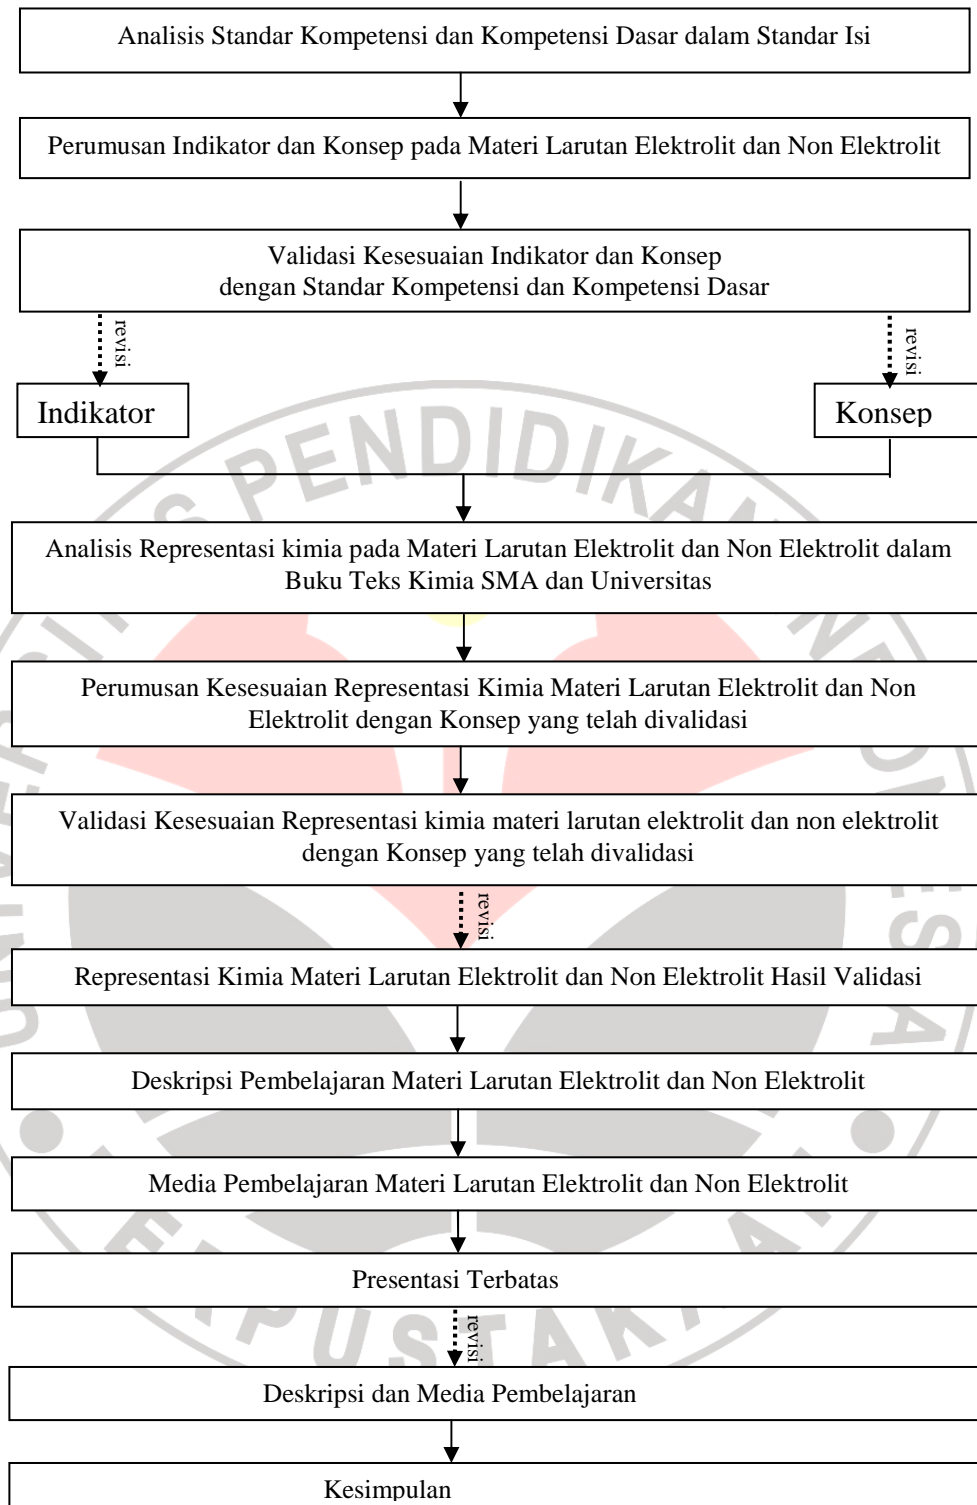 Analisis Standar Kompetensi dan Kompetensi Dasar dalam Standar Isi
Perumusan Indikator dan Konsep pada Materi Larutan Elektrolit dan Non Elektrolit
Validasi Kesesuaian Indikator dan Konsep
dengan Standar Kompetensi dan Kompetensi Dasar
revisi
revisi
Indikator
Konsep
Analisis Representasi kimia pada Materi Larutan Elektrolit dan Non Elektrolit dalam
Buku Teks Kimia SMA dan Universitas
Perumusan Kesesuaian Representasi Kimia Materi Larutan Elektrolit dan Non
Elektrolit dengan Konsep yang telah divalidasi
Validasi Kesesuaian Representasi kimia materi larutan elektrolit dan non elektrolit
dengan Konsep yang telah divalidasi
revisi
Representasi Kimia Materi Larutan Elektrolit dan Non Elektrolit Hasil Validasi
Deskripsi Pembelajaran Materi Larutan Elektrolit dan Non Elektrolit
Media Pembelajaran Materi Larutan Elektrolit dan Non Elektrolit
Presentasi Terbatas
revisi
Deskripsi dan Media Pembelajaran
Kesimpulan
PENDIDIKAN